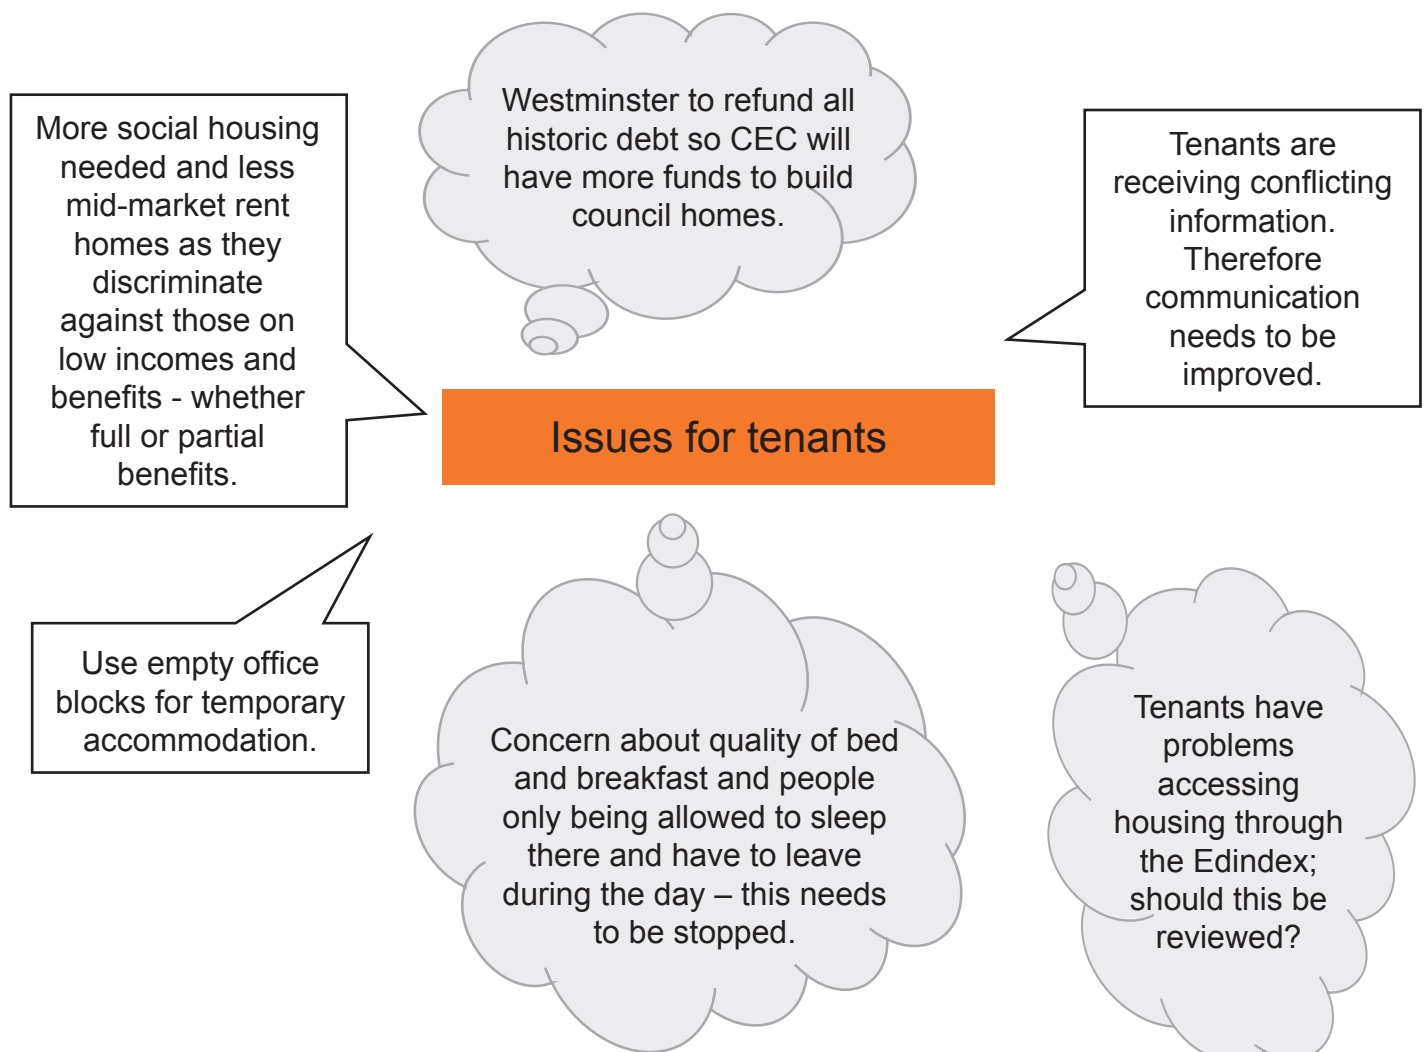 Westminster to refund all
historic debt so CEC will
have more funds to build
council homes.
More social housing
needed and less
mid-market rent
homes as they
discriminate
against those on
low incomes and
benefits - whether
full or partial
benefits.
Tenants are
receiving conflicting
information.
Therefore
communication
needs to be
improved.
Issues for tenants
Use empty office
blocks for temporary
accommodation.
Concern about quality of bed
and breakfast and people
only being allowed to sleep
there and have to leave
during the day – this needs
to be stopped.
Tenants have
problems
accessing
housing through
the Edindex;
should this be
reviewed?